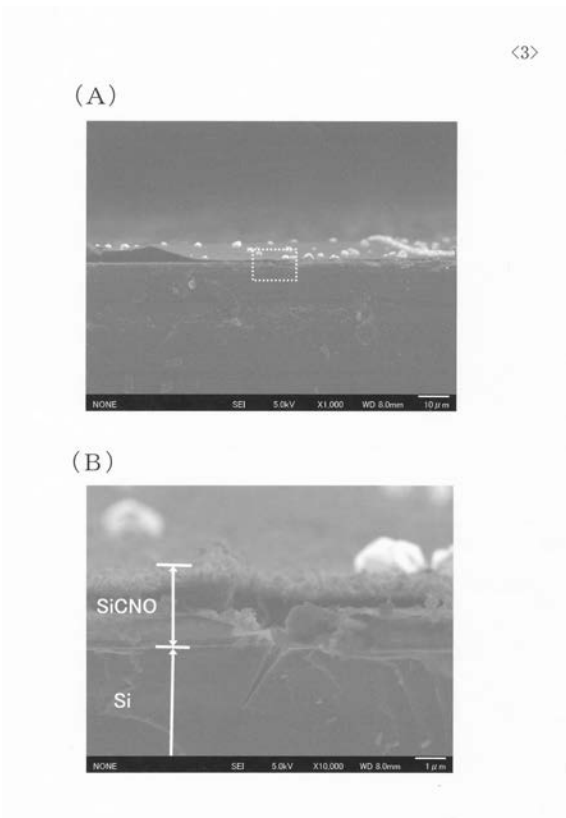 <3>
(A)
NONE SEI 5.0kV X1,000 WD 8.0mm 10μm
(B)
SiCNO
Si
NONE SEI 5.0kV X10,000 WD 8.0mm 1μm